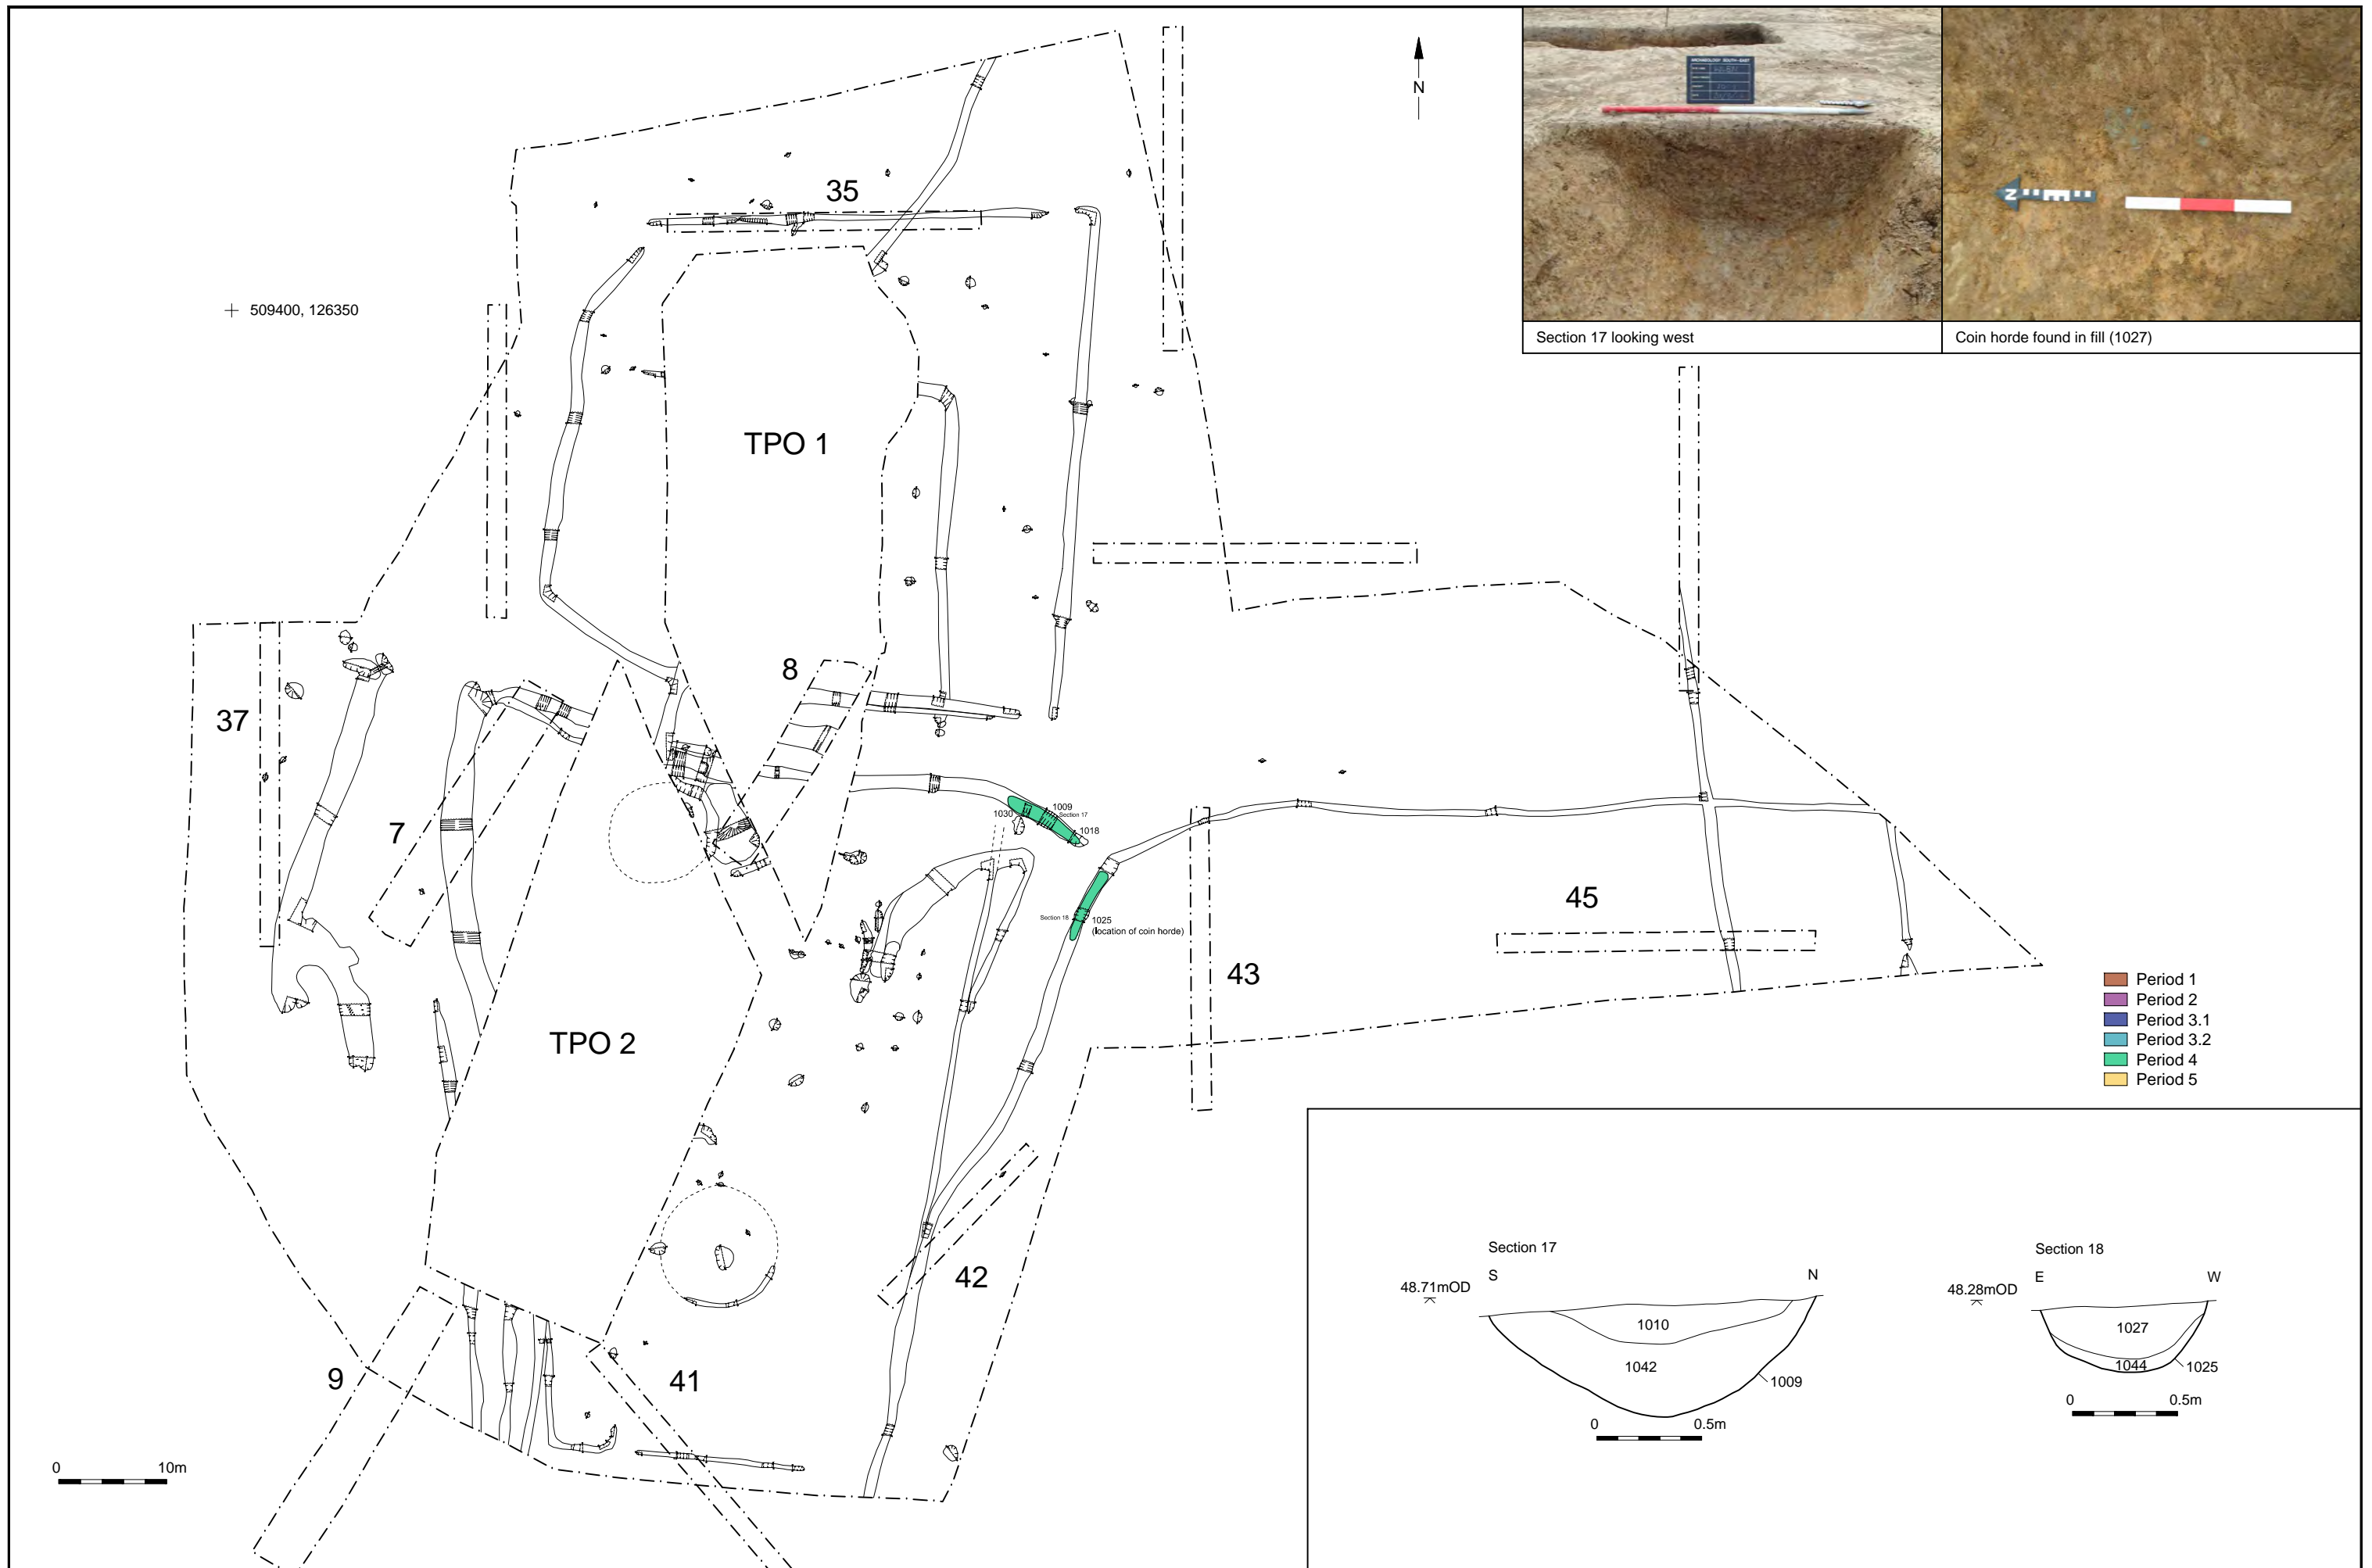 N
35
509400, 126350
TPO 1
8
37
7
1030
1009
Section 17
1018
Section 18
1025
(location of coin horde)
43
45
TPO 2
42
9
41
0 10m
ARCHAEOLOGY SOUTH-EAST
Section 17 looking west
N
Coin horde found in fill (1027)
Period 1
Period 2
Period 3.1
Period 3.2
Period 4
Period 5
Section 17
S N
48.71mOD
1010
1042
1009
0 0.5m
Section 18
E W
48.28mOD
1027
1044
1025
0 0.5m